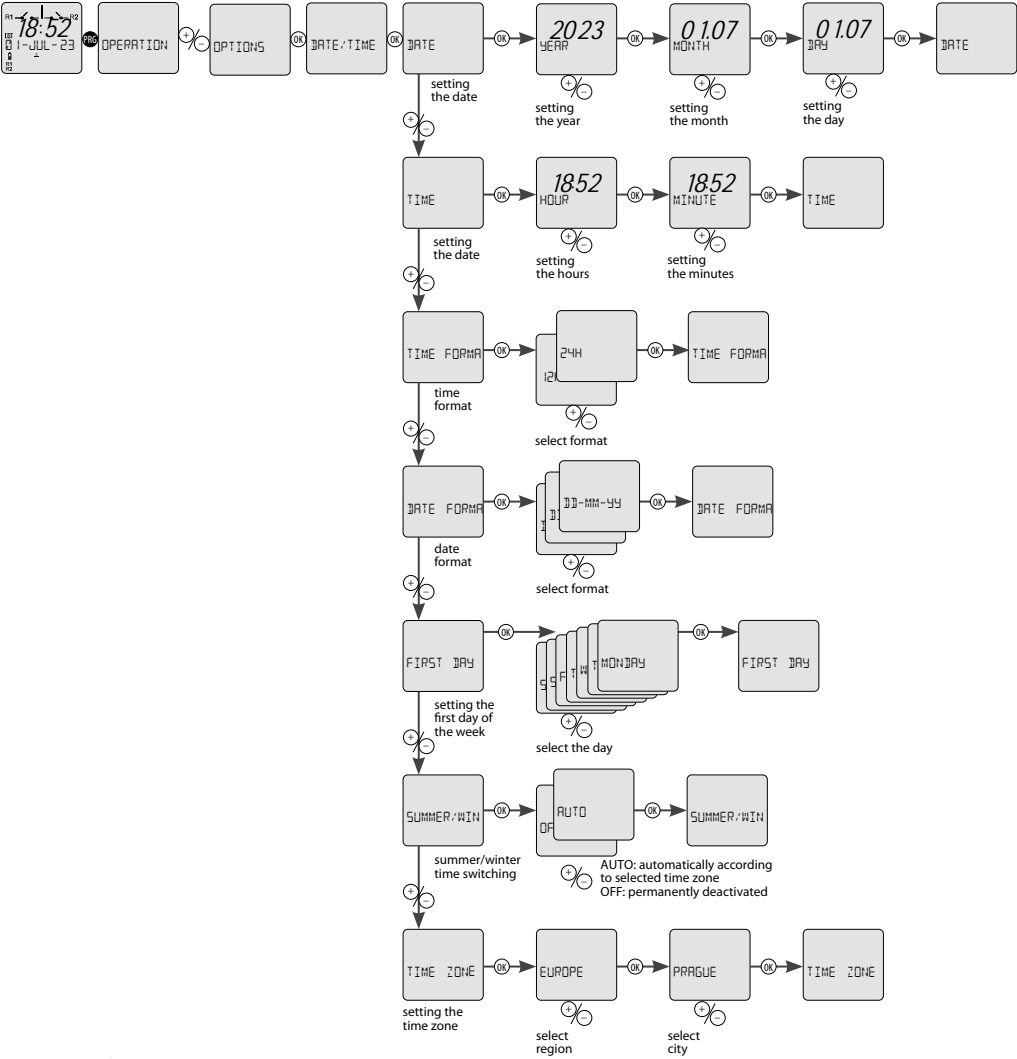 R1 R2
18:52
01-JUL-23
R1
R2
PRG
OPERATION
+/-
OPTIONS
OK
DATE/TIME
OK
DATE
OK
2023
YEAR
OK
01.07
MONTH
OK
01.07
DAY
OK
DATE
setting
the date
+/-
setting
the year
+/-
setting
the month
+/-
setting
the day
+/-
TIME
OK
18:52
HOUR
OK
18:52
MINUTE
OK
TIME
setting
the date
+/-
setting
the hours
+/-
setting
the minutes
+/-
TIME FORMA
OK
24H
12H
OK
TIME FORMA
time
format
+/-
select format
+/-
DATE FORMA
OK
DD-MM-YY
OK
DATE FORMA
date
format
+/-
select format
+/-
FIRST DAY
OK
S
S
F
T
W
T
MONDAY
OK
FIRST DAY
setting the
first day of
the week
+/-
select the day
+/-
SUMMER/WIN
OK
AUTO
OF
OK
SUMMER/WIN
summer/winter
time switching
+/-
AUTO: automatically according
to selected time zone
OFF: permanently deactivated
TIME ZONE
OK
EUROPE
OK
PRAGUE
OK
TIME ZONE
setting the
time zone
+/-
select
region
+/-
select
city